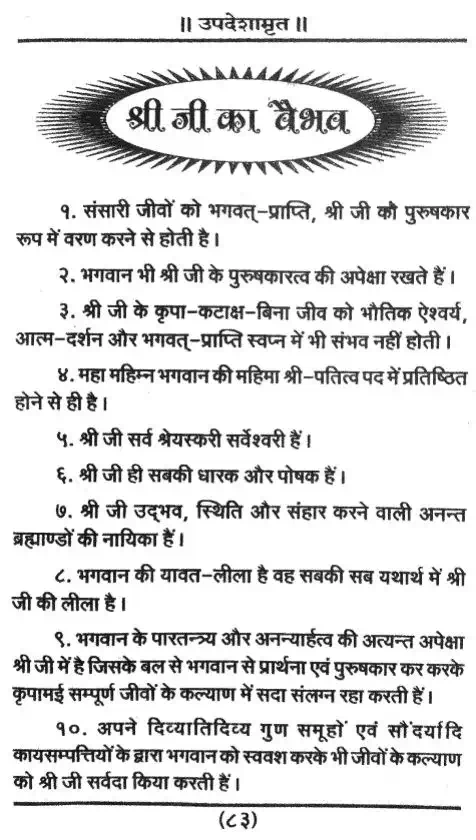 ॥ उपदेशामृत ॥
श्री जी का वैभव
१. संसारी जीवों को भगवत्-प्राप्ति, श्री जी को पुरुषकार
रूप में वरण करने से होती है।
२. भगवान भी श्री जी के पुरुषकारत्व की अपेक्षा रखते हैं।
३. श्री जी के कृपा-कटाक्ष-बिना जीव को भौतिक ऐश्वर्य,
आत्म-दर्शन और भगवत्-प्राप्ति स्वप्न में भी संभव नहीं होती।
४. महा महिम्न भगवान की महिमा श्री-पतित्व पद में प्रतिष्ठित
होने से ही है।
५. श्री जी सर्व श्रेयस्करी सर्वेश्वरी हैं।
६. श्री जी ही सबकी धारक और पोषक हैं।
७. श्री जी उद्भव, स्थिति और संहार करने वाली अनन्त
ब्रह्माण्डों की नायिका हैं।
८. भगवान की यावत-लीला है वह सबकी सब यथार्थ में श्री
जी की लीला है।
९. भगवान के पारतन्त्र्य और अनन्यार्हत्व की अत्यन्त अपेक्षा
श्री जी में है जिसके बल से भगवान से प्रार्थना एवं पुरुषकार कर करके
कृपामई सम्पूर्ण जीवों के कल्याण में सदा संलग्न रहा करती हैं।
१०. अपने दिव्यातिदिव्य गुण समूहों एवं सौंदर्यादि
कायसम्पत्तियों के द्वारा भगवान को स्ववश करके भी जीवों के कल्याण
को श्री जी सर्वदा किया करती हैं।
(८३)